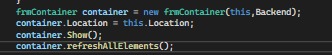 }
frmContainer container = new frmContainer(this,Backend);
container.Location = this.Location;
container.Show();
container.refreshAllElements();